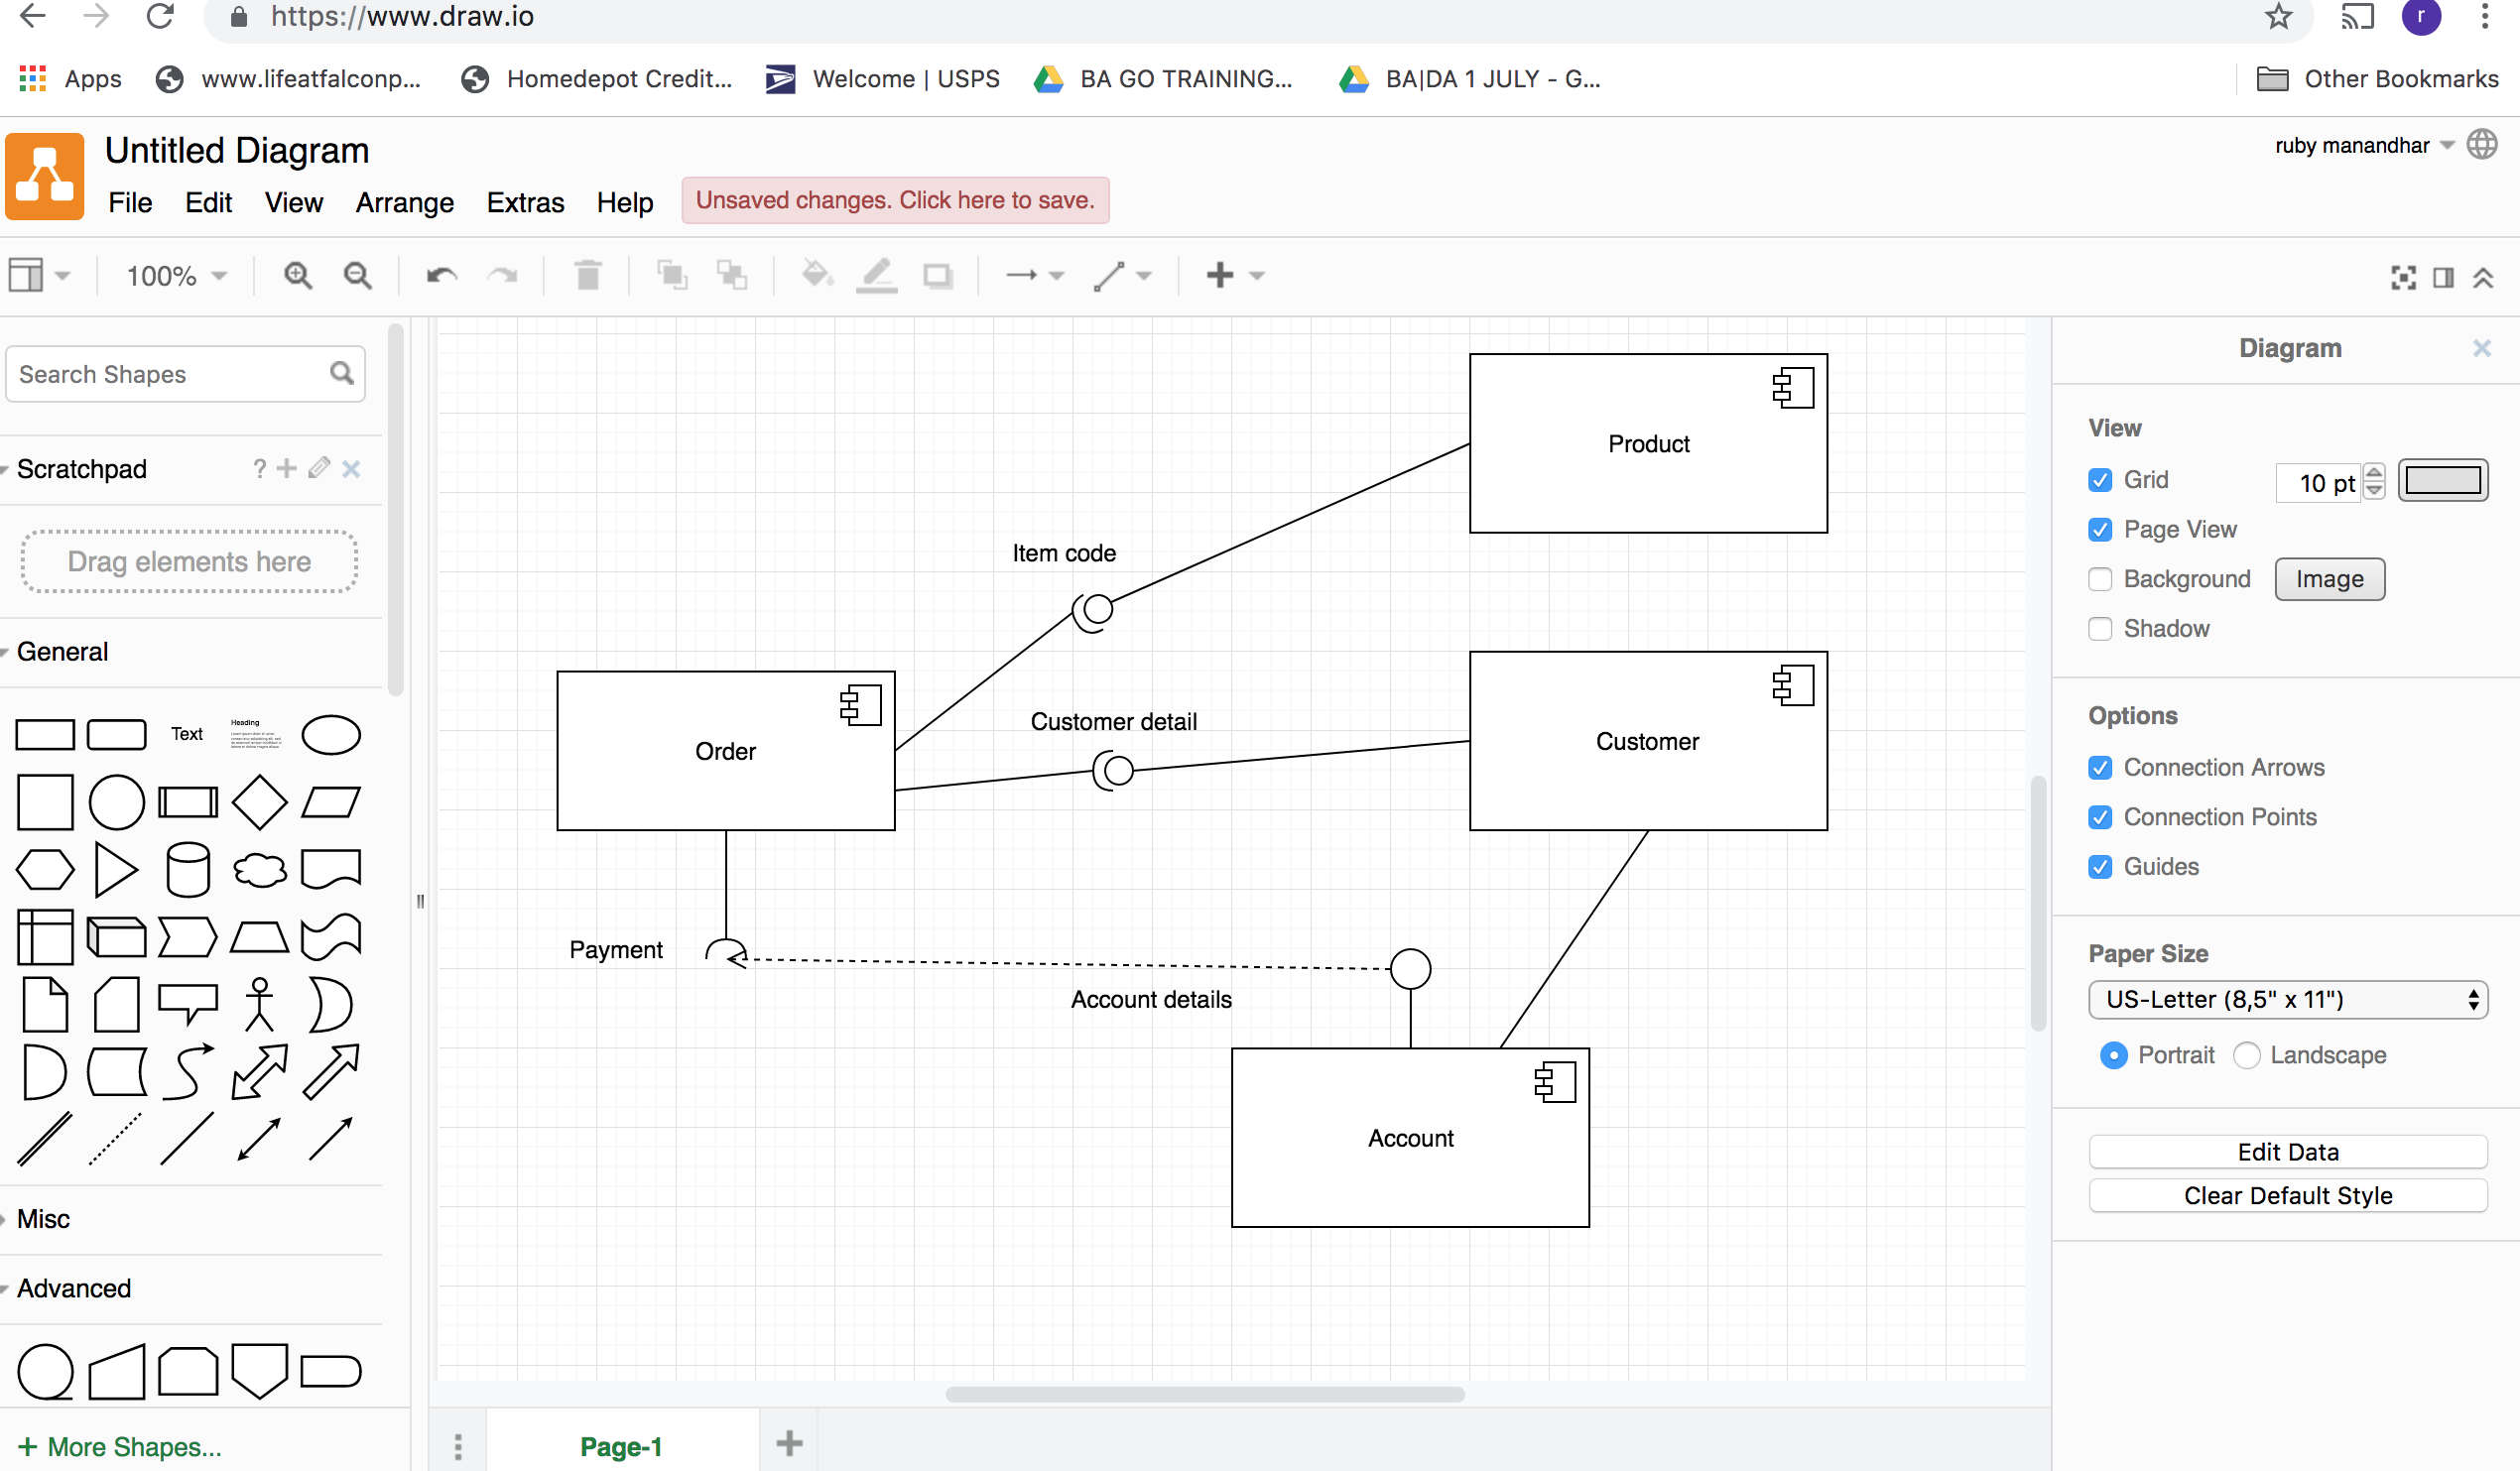 https://www.draw.io
r
Apps
www.lifeatfalconp...
Homedepot Credit...
Welcome | USPS
BA GO TRAINING...
BA|DA 1 JULY - G...
Other Bookmarks
Untitled Diagram
ruby manandhar
File Edit View Arrange Extras Help
Unsaved changes. Click here to save.
100%
Search Shapes
Scratchpad
?
Drag elements here
General
Text
Heading
Misc
Advanced
+ More Shapes...
Product
Item code
Order
Customer detail
Customer
Payment
Account details
Account
Page-1
Diagram
View
Grid
10 pt
Page View
Background
Image
Shadow
Options
Connection Arrows
Connection Points
Guides
Paper Size
US-Letter (8,5" x 11")
Portrait
Landscape
Edit Data
Clear Default Style